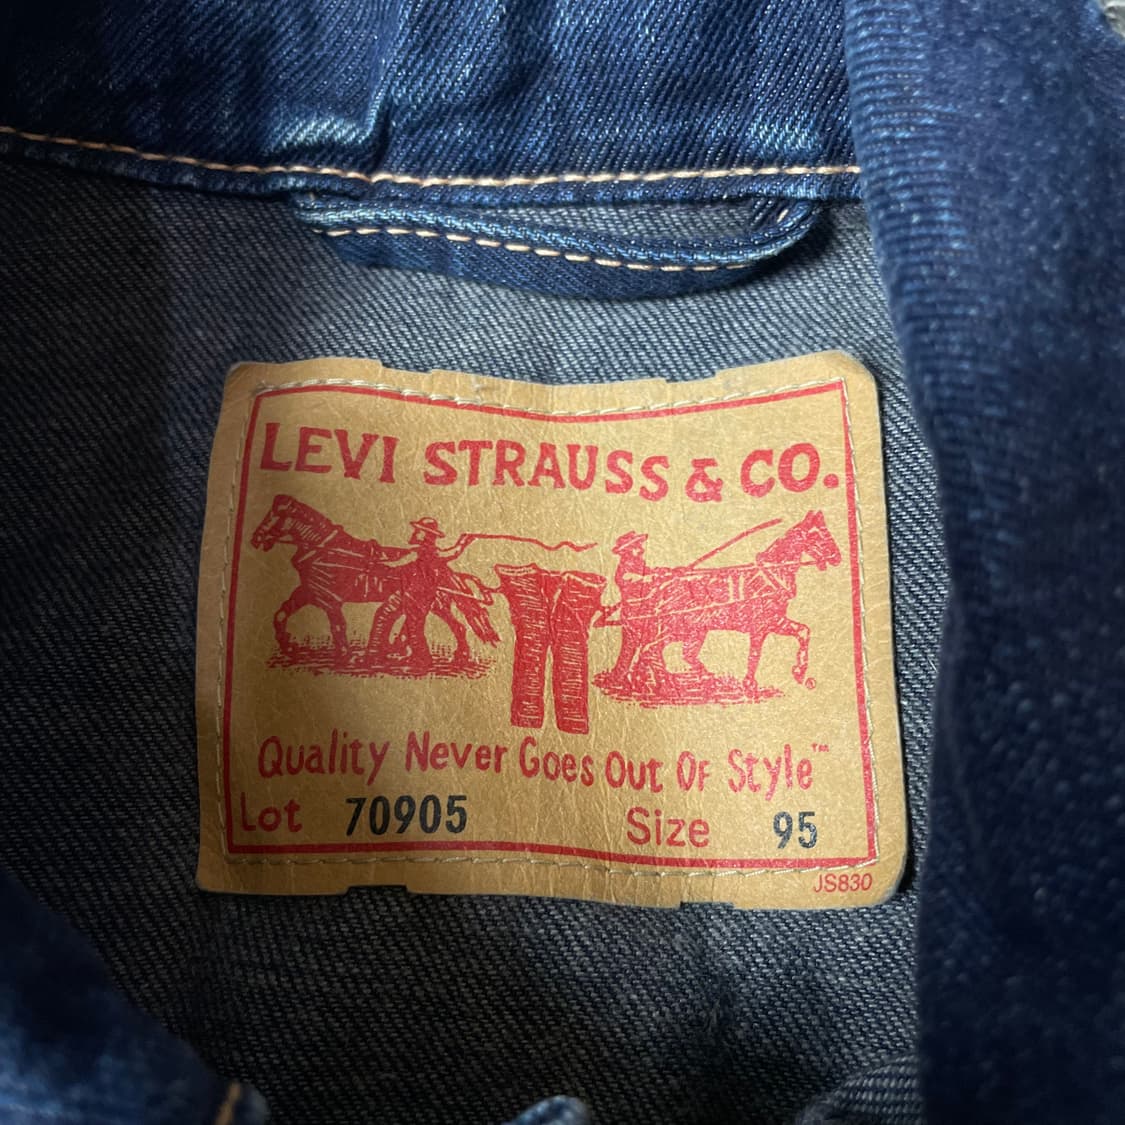 LEVI STRAUSS & CO.
®
Quality Never Goes Out Of Style™
Lot 70905 Size 95
JS830